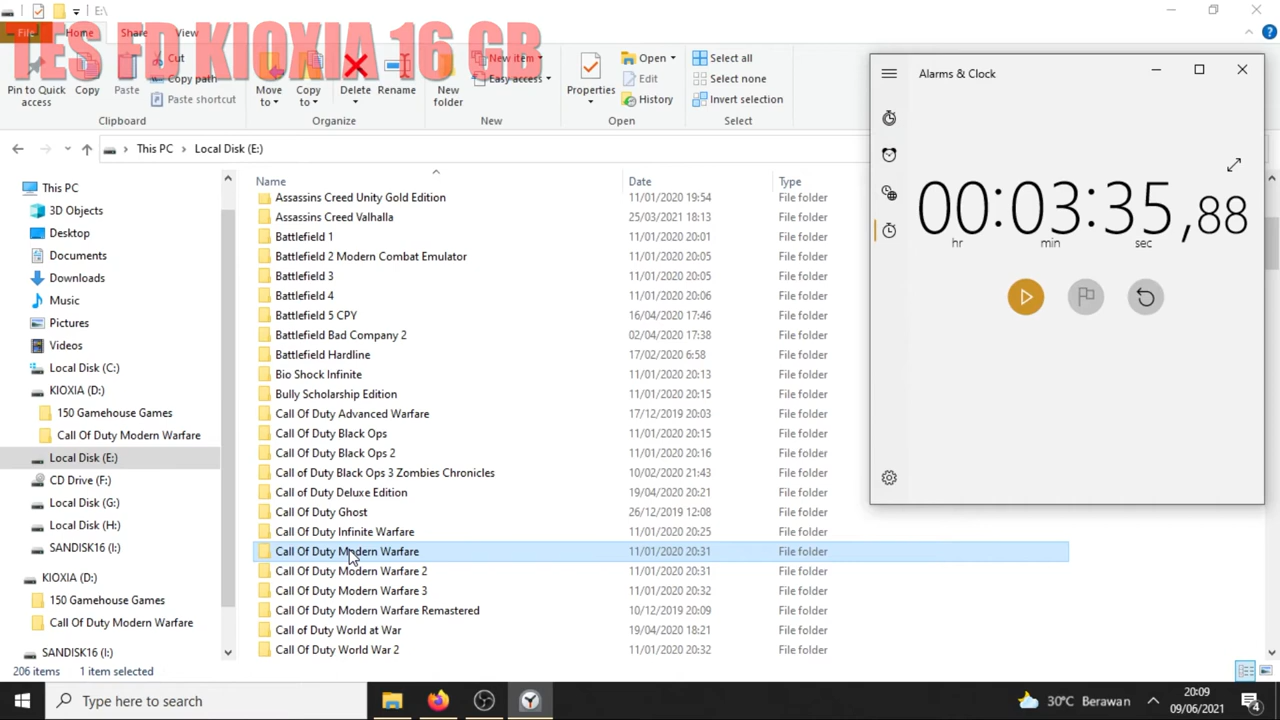 E:\
TES FD KIOXIA 16 GB
File
Home
Share
View
Pin to Quick access
Copy
Paste
Cut
Copy path
Paste shortcut
Clipboard
Move to
Copy to
Delete
Rename
Organize
New folder
New item
Easy access
New
Properties
Open
Edit
History
Open
Select all
Select none
Invert selection
Select
This PC > Local Disk (E:)
This PC
3D Objects
Desktop
Documents
Downloads
Music
Pictures
Videos
Local Disk (C:)
KIOXIA (D:)
150 Gamehouse Games
Call Of Duty Modern Warfare
Local Disk (E:)
CD Drive (F:)
Local Disk (G:)
Local Disk (H:)
SANDISK16 (I:)
KIOXIA (D:)
150 Gamehouse Games
Call Of Duty Modern Warfare
SANDISK16 (I:)
Name Date Type
Assassins Creed Unity Gold Edition 11/01/2020 19:54 File folder
Assassins Creed Valhalla 25/03/2021 18:13 File folder
Battlefield 1 11/01/2020 20:01 File folder
Battlefield 2 Modern Combat Emulator 11/01/2020 20:05 File folder
Battlefield 3 11/01/2020 20:05 File folder
Battlefield 4 11/01/2020 20:06 File folder
Battlefield 5 CPY 16/04/2020 17:46 File folder
Battlefield Bad Company 2 02/04/2020 17:38 File folder
Battlefield Hardline 17/02/2020 6:58 File folder
Bio Shock Infinite 11/01/2020 20:13 File folder
Bully Scholarship Edition 11/01/2020 20:15 File folder
Call Of Duty Advanced Warfare 17/12/2019 20:03 File folder
Call Of Duty Black Ops 11/01/2020 20:15 File folder
Call Of Duty Black Ops 2 11/01/2020 20:16 File folder
Call of Duty Black Ops 3 Zombies Chronicles 10/02/2020 21:43 File folder
Call of Duty Deluxe Edition 19/04/2020 20:21 File folder
Call Of Duty Ghost 26/12/2019 12:08 File folder
Call Of Duty Infinite Warfare 11/01/2020 20:25 File folder
Call Of Duty Modern Warfare 11/01/2020 20:31 File folder
Call Of Duty Modern Warfare 2 11/01/2020 20:31 File folder
Call Of Duty Modern Warfare 3 11/01/2020 20:32 File folder
Call Of Duty Modern Warfare Remastered 10/12/2019 20:09 File folder
Call of Duty World at War 19/04/2020 18:21 File folder
Call Of Duty World War 2 11/01/2020 20:32 File folder
206 items 1 item selected
Alarms & Clock
00:03:35,88
hr min sec
Type here to search
30°C Berawan
20:09
09/06/2021
4